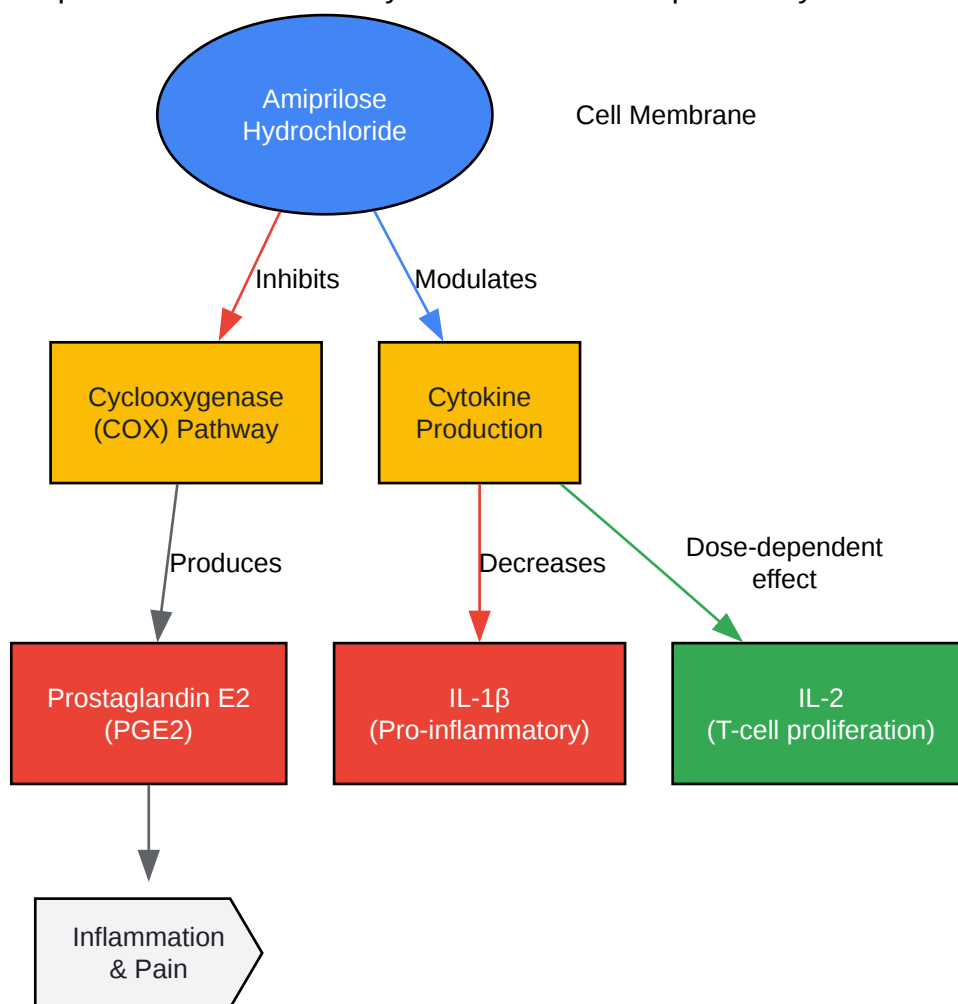 Amiprilose
Hydrochloride
Cell Membrane
Inhibits
Modulates
Cyclooxygenase
(COX) Pathway
Cytokine
Production
Produces
Decreases
Dose-dependent
effect
Prostaglandin E2
(PGE2)
IL-1β
(Pro-inflammatory)
IL-2
(T-cell proliferation)
Inflammation
& Pain